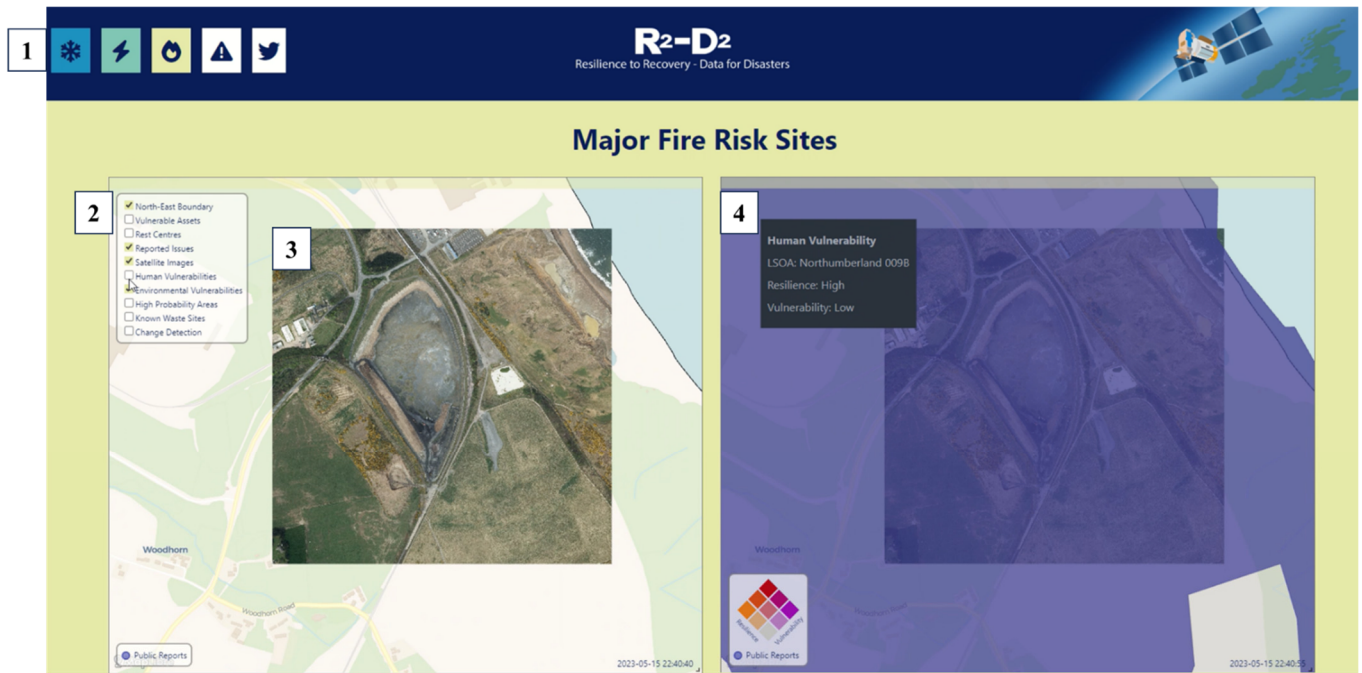 1
R2-D2
Resilience to Recovery - Data for Disasters
Major Fire Risk Sites
2
North-East Boundary
Vulnerable Assets
Rest Centres
Reported Issues
Satellite Images
Human Vulnerabilities
Environmental Vulnerabilities
High Probability Areas
Known Waste Sites
Change Detection
3
Woodhorn
Woodhorn Road
Public Reports
2023-05-15 22:40:40
4
Human Vulnerability
LSOA: Northumberland 009B
Resilience: High
Vulnerability: Low
Woodhorn
Woodhorn Road
Resilience
Vulnerability
Public Reports
2023-05-15 22:40:55